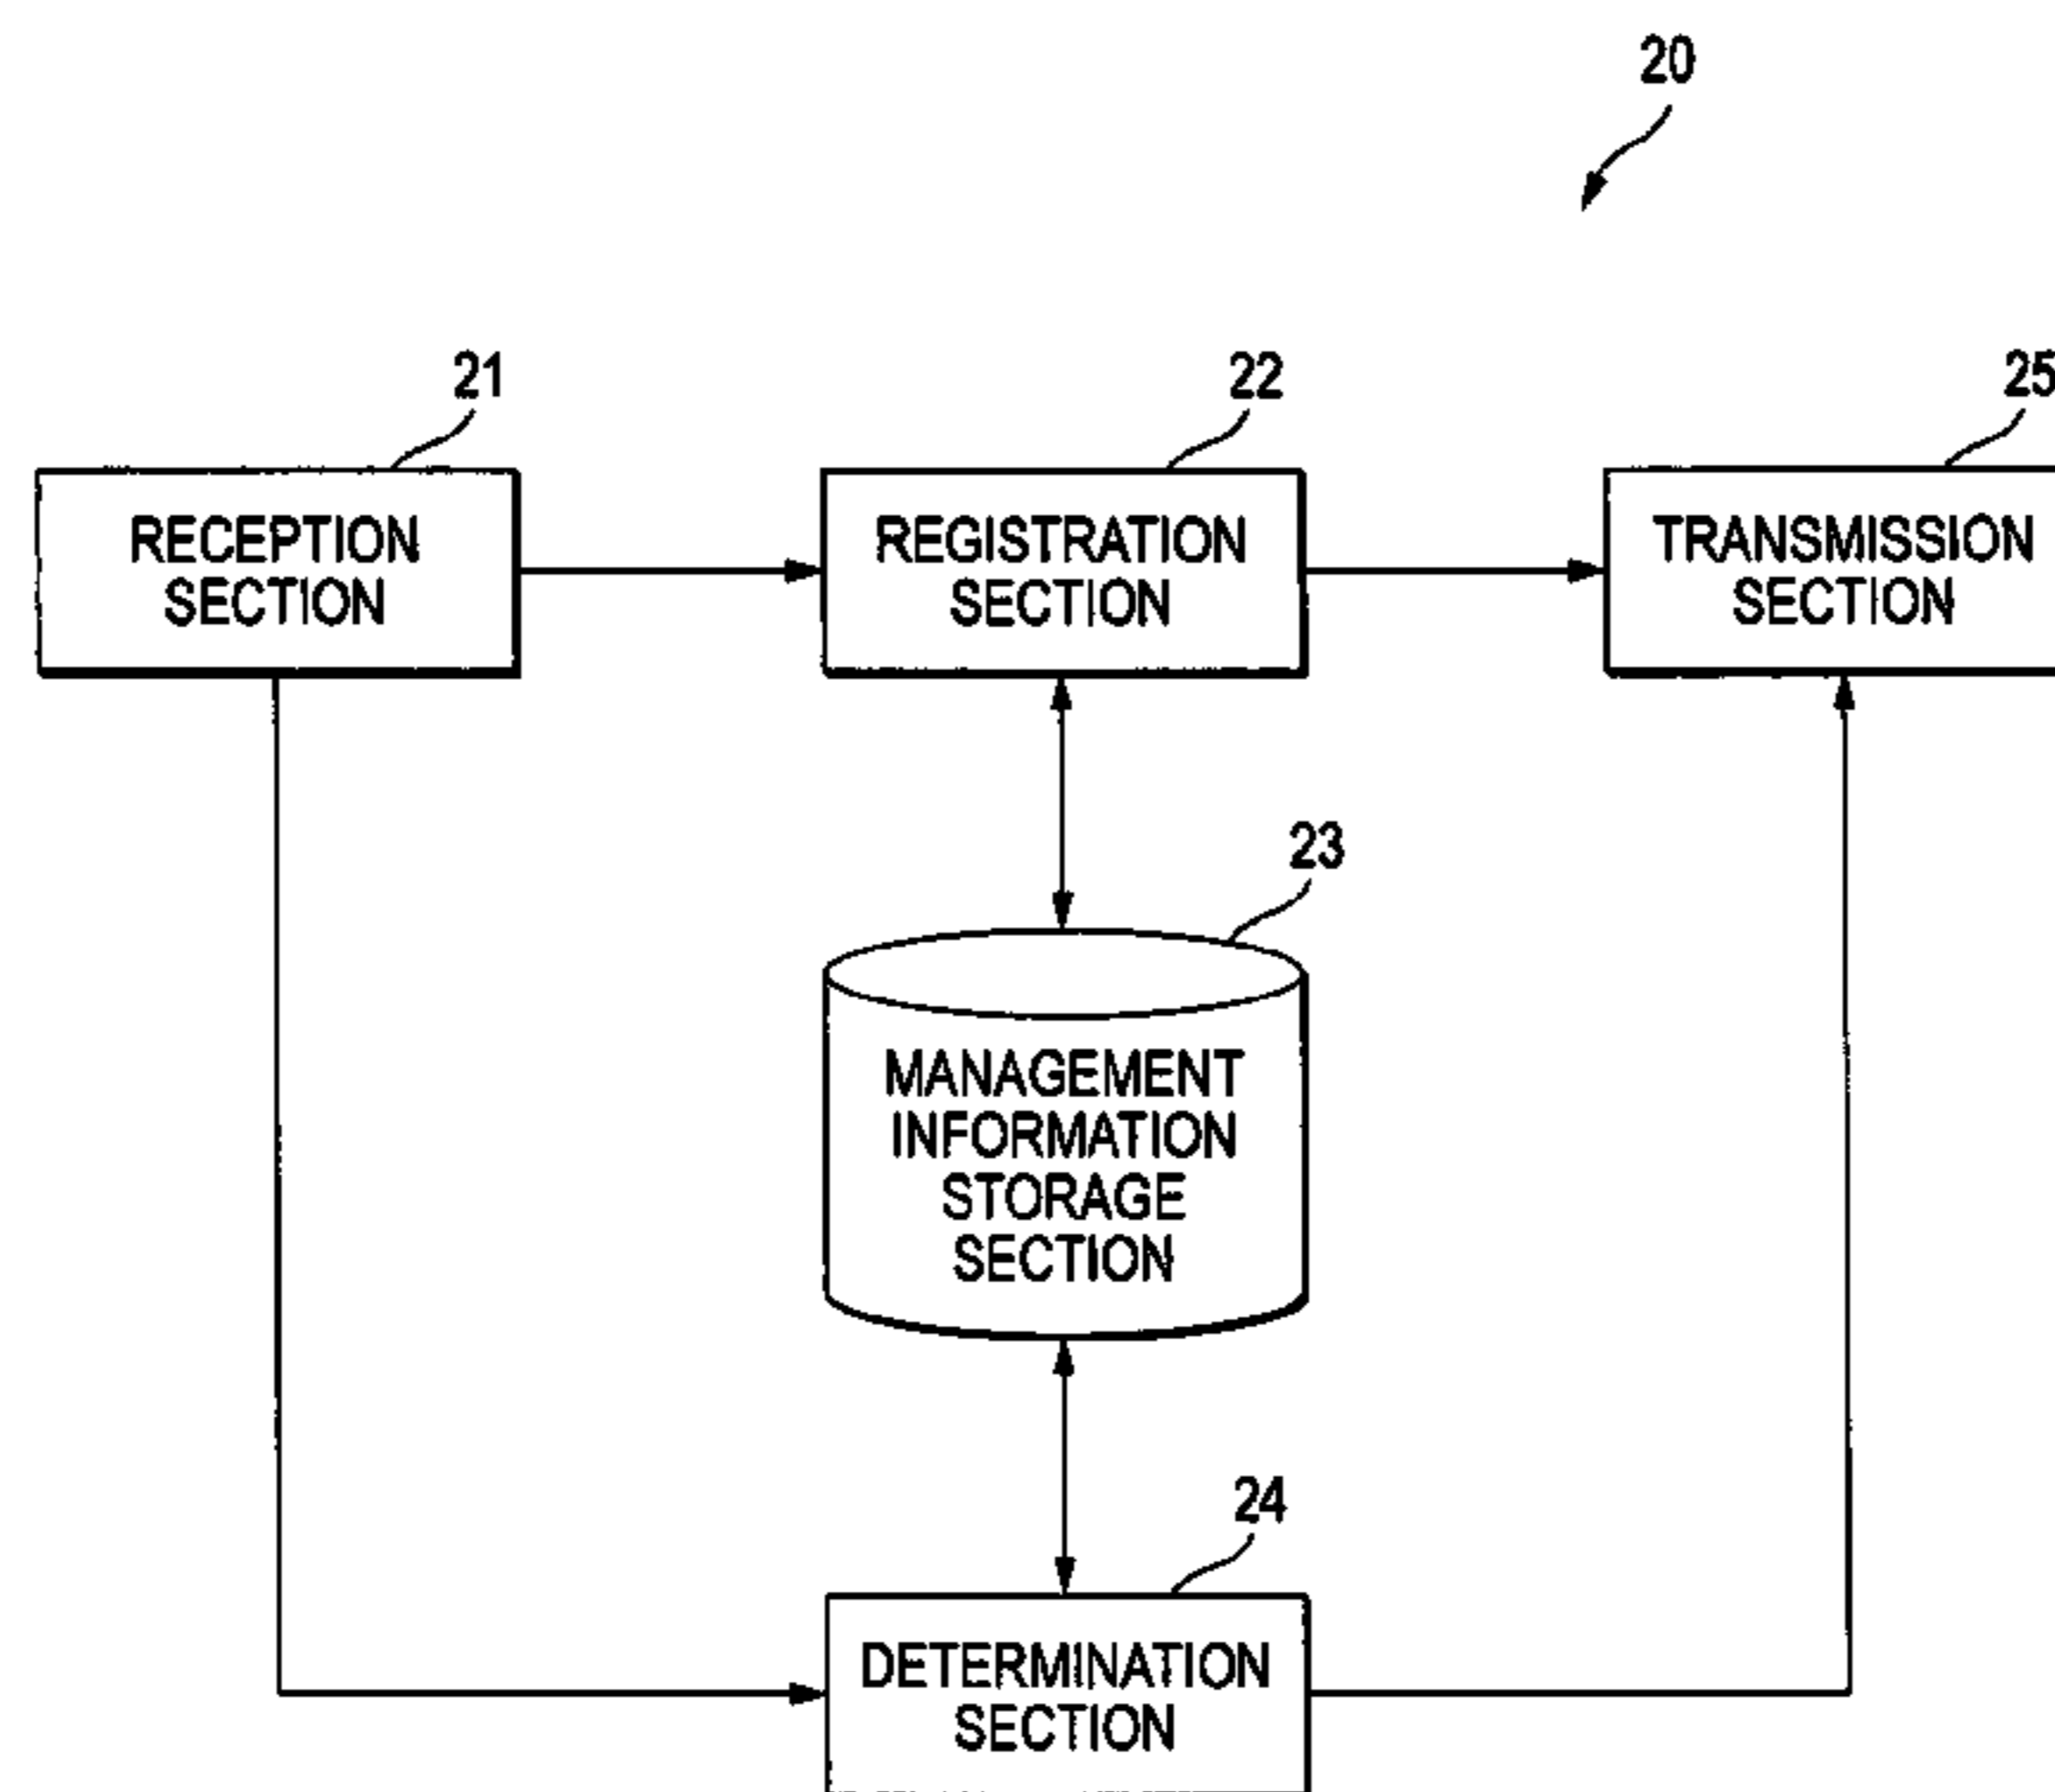 20
21
22
25
RECEPTION
SECTION
REGISTRATION
SECTION
TRANSMISSION
SECTION
23
MANAGEMENT
INFORMATION
STORAGE
SECTION
24
DETERMINATION
SECTION